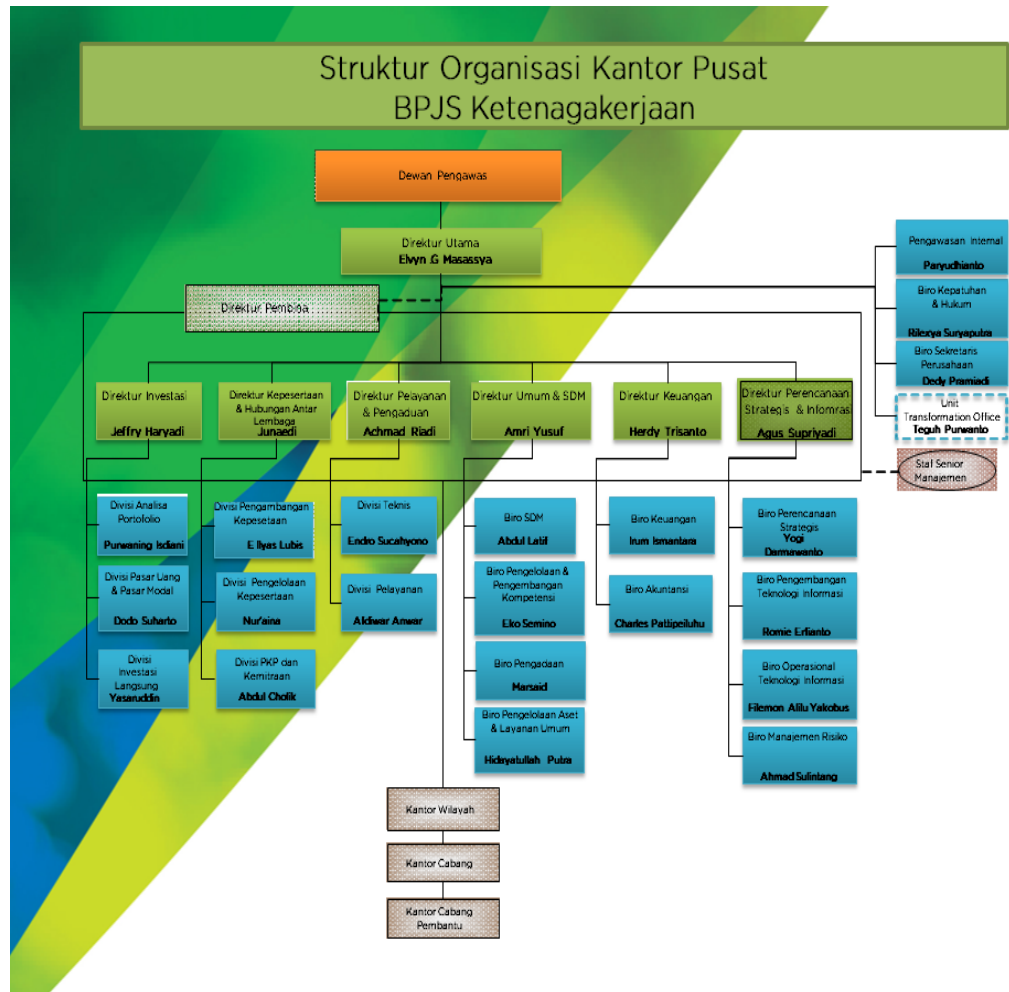 Struktur Organisasi Kantor Pusat
BPJS Ketenagakerjaan
Dewan Pengawas
Direktur Utama
Elvyn .G Masassya
Direktur Pembina
Pengawasan Internal
Paryudhianto
Biro Kepatuhan
& Hukum
Rilexya Suryaputra
Biro Sekretaris
Perusahaan
Dedy Pramiadi
Unit
Transformation Office
Teguh Purwanto
Staf Senior
Manajemen
Direktur Investasi
Jeffry Haryadi
Direktur Kepesertaan
& Hubungan Antar
Lembaga
Junaedi
Direktur Pelayanan
& Pengaduan
Achmad Riadi
Direktur Umum & SDM
Amri Yusuf
Direktur Keuangan
Herdy Trisanto
Direktur Perencanaan
Strategis & Infomrasi
Agus Supriyadi
Divisi Analisa
Portofolio
Purwaning Isdiani
Divisi Pasar Uang
& Pasar Modal
Dodo Suharto
Divisi
Investasi
Langsung
Yasaruddin
Divisi Pengambangan
Kepesetaan
E Ilyas Lubis
Divisi Pengelolaan
Kepesertaan
Nur'aina
Divisi PKP dan
Kemitraan
Abdul Cholik
Divisi Teknis
Endro Sucahyono
Divisi Pelayanan
Aldiwar Anwar
Biro SDM
Abdul Latif
Biro Pengelolaan &
Pengembangan
Kompetensi
Eko Semino
Biro Pengadaan
Marsaid
Biro Pengelolaan Aset
& Layanan Umum
Hidayatullah Putra
Biro Keuangan
Irum Ismantara
Biro Akuntansi
Charles Pattipeiluhu
Biro Perencanaan
Strategis
Yogi
Darmawanto
Biro Pengembangan
Teknologi Informasi
Romie Erfianto
Biro Operasional
Teknologi Informasi
Filemon Alilu Yakobus
Biro Manajemen Risiko
Ahmad Sulintang
Kantor Wilayah
Kantor Cabang
Kantor Cabang
Pembantu